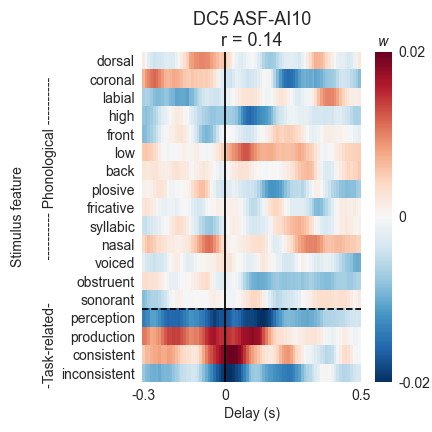 DC5 ASF-AI10
r = 0.14
w
dorsal
coronal
labial
high
front
low
back
plosive
fricative
syllabic
nasal
voiced
obstruent
sonorant
perception
production
consistent
inconsistent
Stimulus feature
-Task-related- ------- Phonological ----------
-0.3
0
0.5
Delay (s)
0.02
0
-0.02